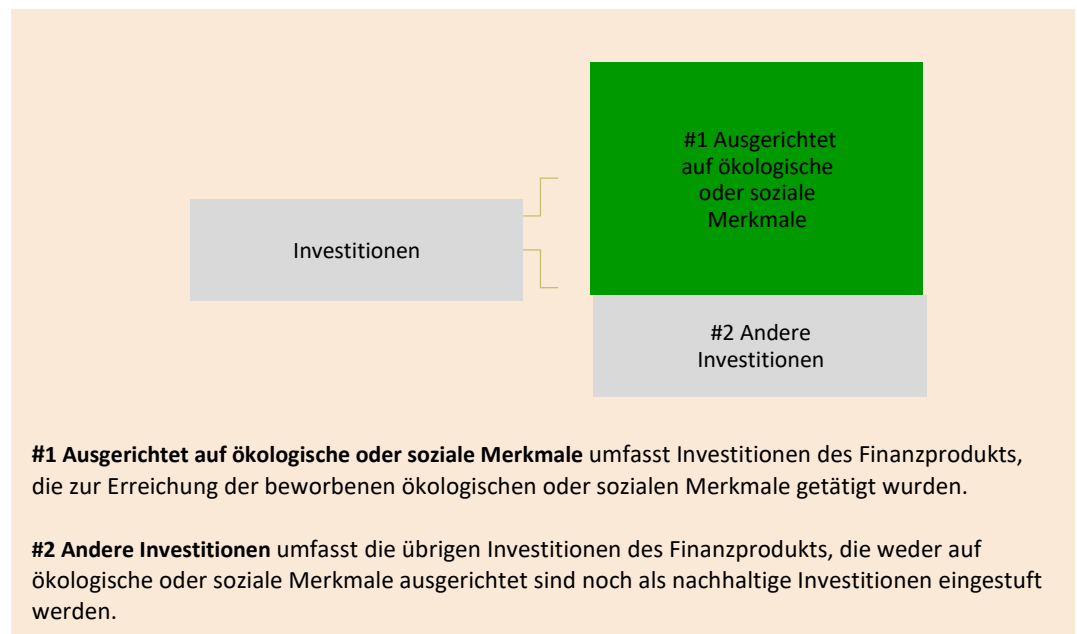 #1 Ausgerichtet
auf ökologische
oder soziale
Merkmale
Investitionen
#2 Andere
Investitionen
#1 Ausgerichtet auf ökologische oder soziale Merkmale umfasst Investitionen des Finanzprodukts,
die zur Erreichung der beworbenen ökologischen oder sozialen Merkmale getätigt wurden.
#2 Andere Investitionen umfasst die übrigen Investitionen des Finanzprodukts, die weder auf
ökologische oder soziale Merkmale ausgerichtet sind noch als nachhaltige Investitionen eingestuft
werden.